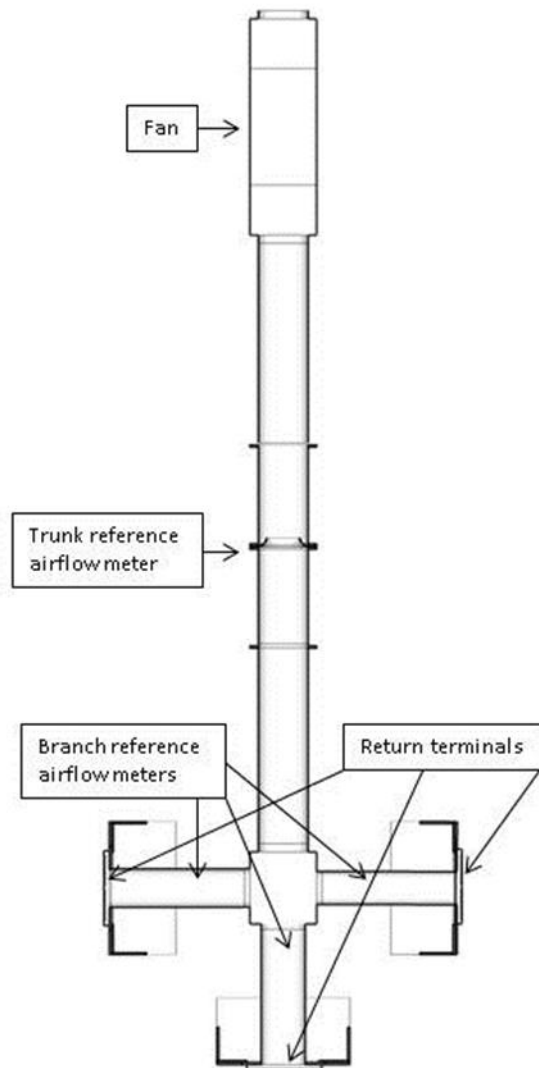 Fan
Trunk reference
airflow meter
Branch reference
airflow meters
Return terminals